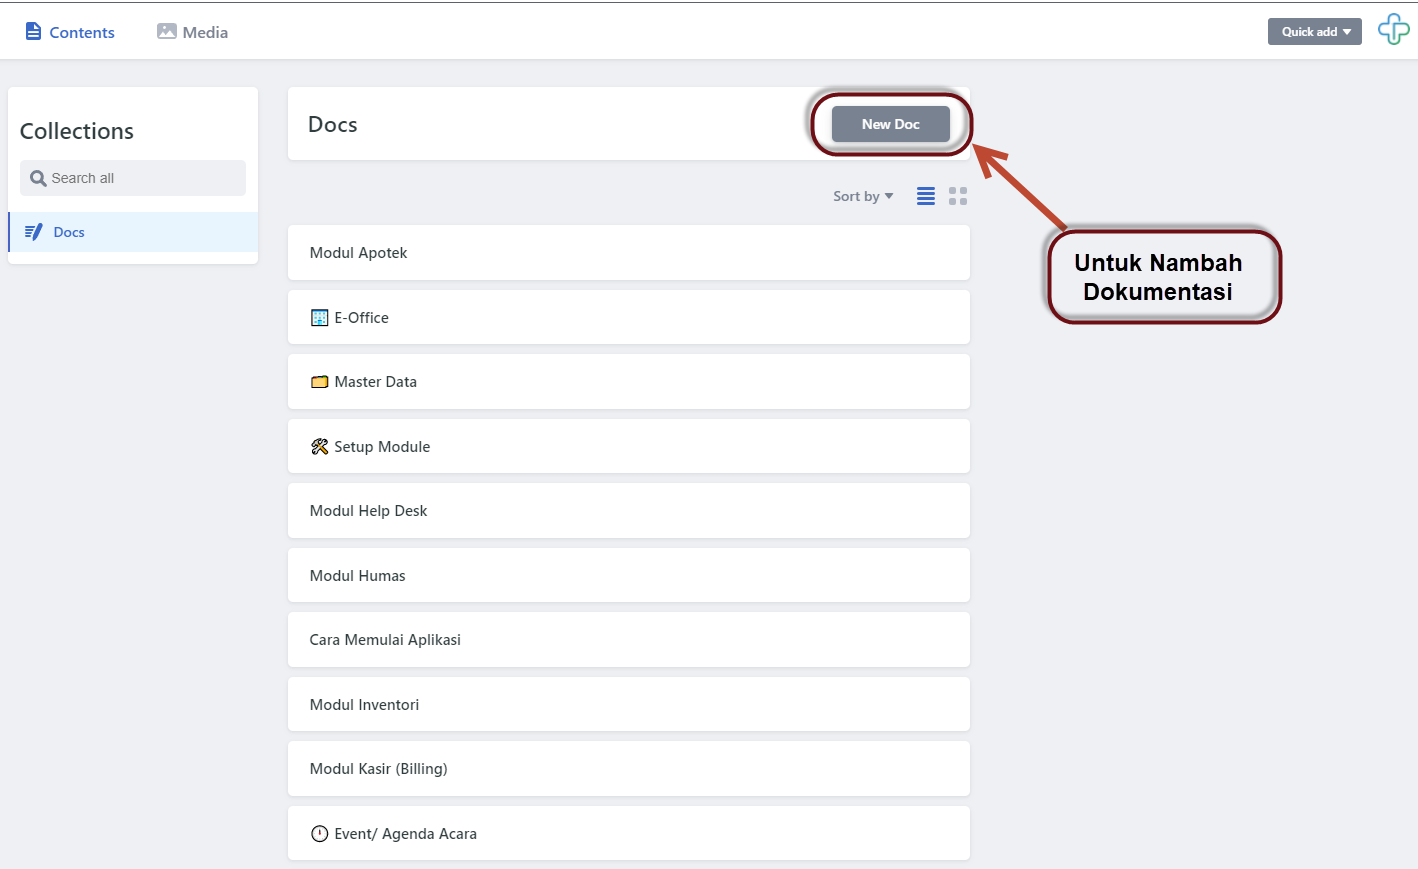 Contents
Media
Quick add
Collections
Search all
Docs
Docs
New Doc
Sort by
Untuk Nambah
Dokumentasi
Modul Apotek
E-Office
Master Data
Setup Module
Modul Help Desk
Modul Humas
Cara Memulai Aplikasi
Modul Inventori
Modul Kasir (Billing)
Event/ Agenda Acara